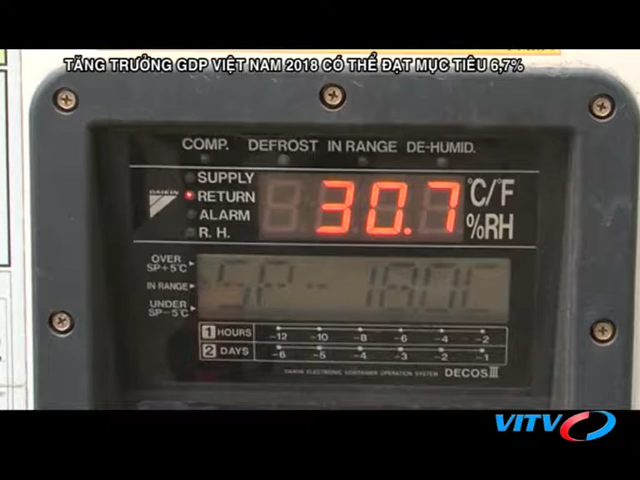 TĂNG TRƯỞNG GDP VIỆT NAM 2018 CÓ THỂ ĐẠT MỤC TIÊU 6,7%
COMP. DEFROST IN RANGE DE-HUMID.
DAIKIN
SUPPLY
RETURN
ALARM
R. H.
30.7
°C/°F
%RH
OVER
SP+5°C
IN RANGE
UNDER
SP-5°C
SP- 18.0C
1 HOURS -12 -10 -8 -6 -4 -2
2 DAYS -6 -5 -4 -3 -2 -1
DAIKIN ELECTRONIC CONTAINER OPERATION SYSTEM DECOS III
VITV